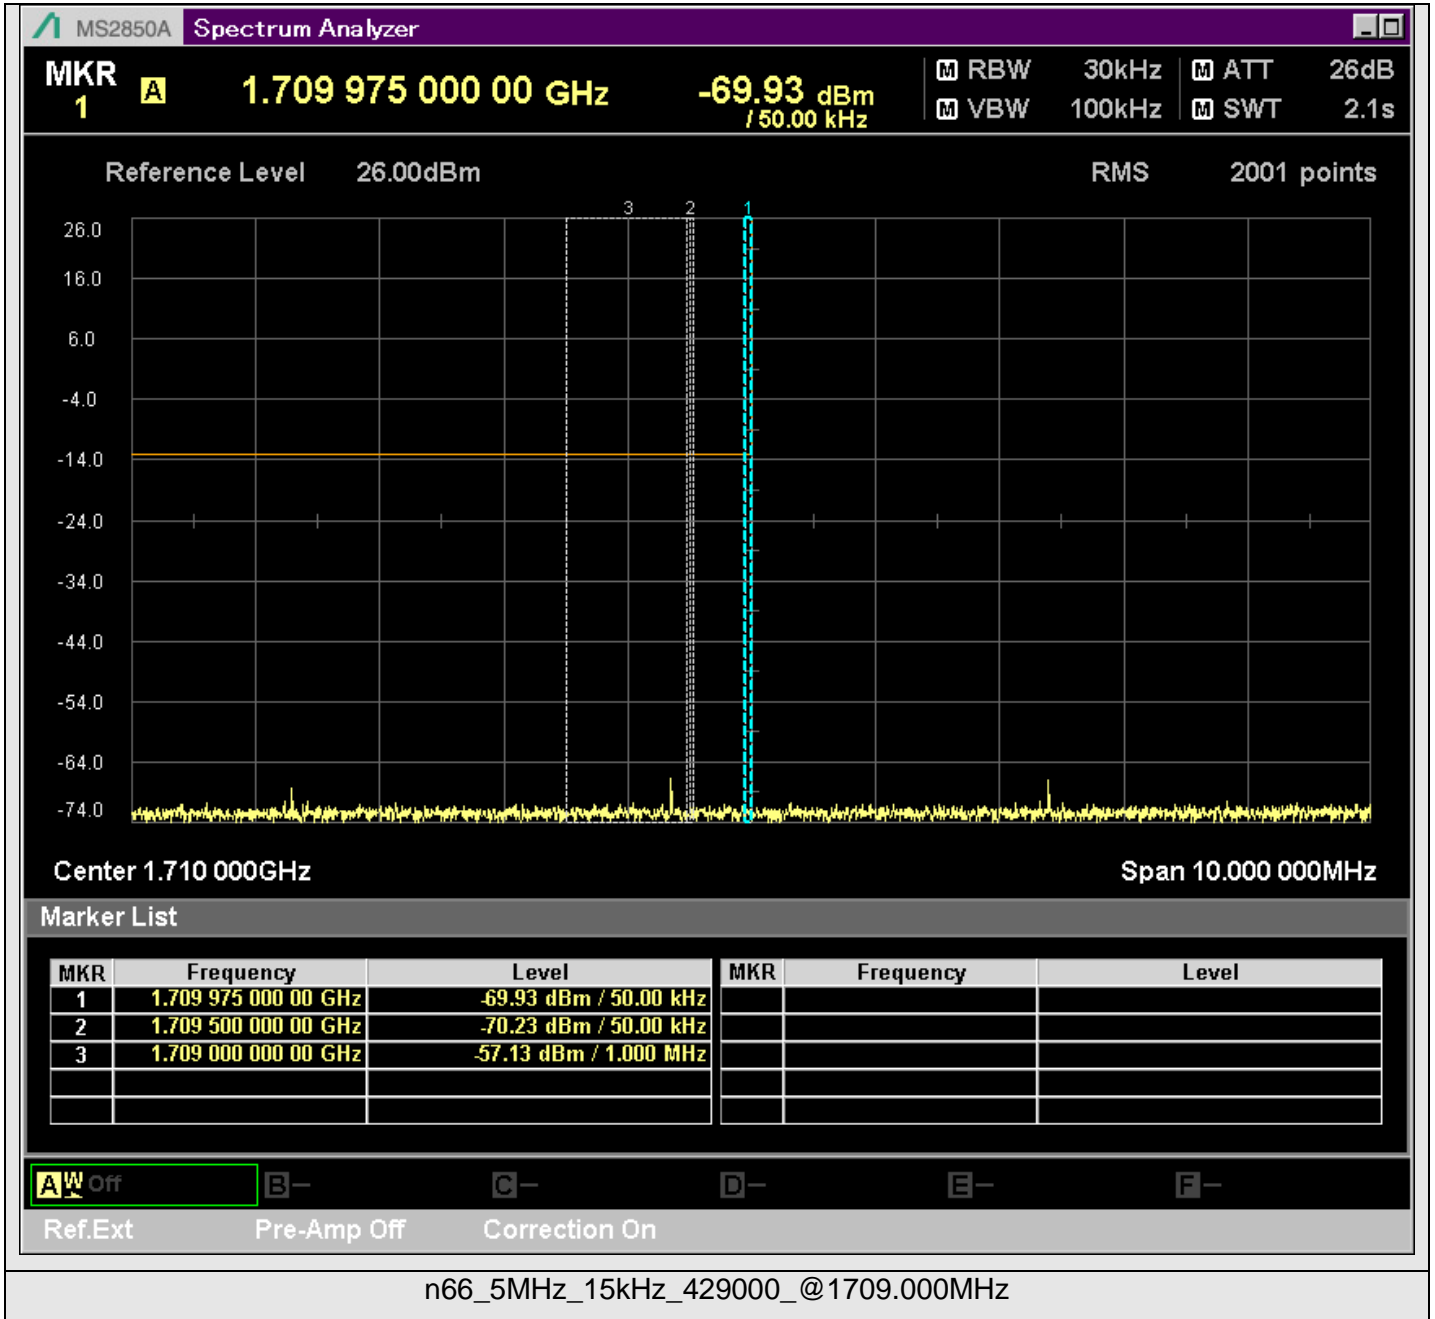 MS2850A Spectrum Analyzer
MKR 1 A 1.709 975 000 00 GHz -69.93 dBm / 50.00 kHz
M RBW 30kHz M ATT 26dB
M VBW 100kHz M SWT 2.1s
Reference Level 26.00dBm RMS 2001 points
3 2 1
26.0
16.0
6.0
-4.0
-14.0
-24.0
-34.0
-44.0
-54.0
-64.0
-74.0
Center 1.710 000GHz Span 10.000 000MHz
Marker List
MKR Frequency Level MKR Frequency Level
1 1.709 975 000 00 GHz -69.93 dBm / 50.00 kHz
2 1.709 500 000 00 GHz -70.23 dBm / 50.00 kHz
3 1.709 000 000 00 GHz -57.13 dBm / 1.000 MHz
A W Off B - C - D - E - F -
Ref.Ext Pre-Amp Off Correction On
n66_5MHz_15kHz_429000_@1709.000MHz